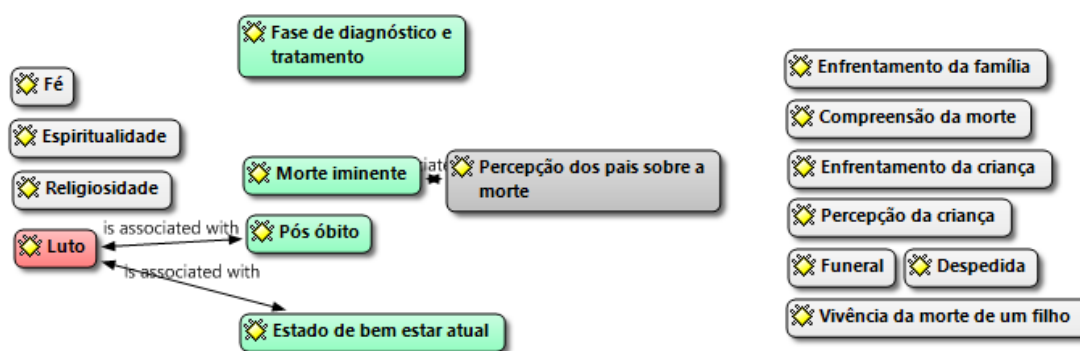 Fase de diagnóstico e
tratamento
Fé
Espiritualidade
Religiosidade
Luto
is associated with
is associated with
Morte iminente
Percepção dos pais sobre a
morte
Pós óbito
Estado de bem estar atual
Enfrentamento da família
Compreensão da morte
Enfrentamento da criança
Percepção da criança
Funeral
Despedida
Vivência da morte de um filho